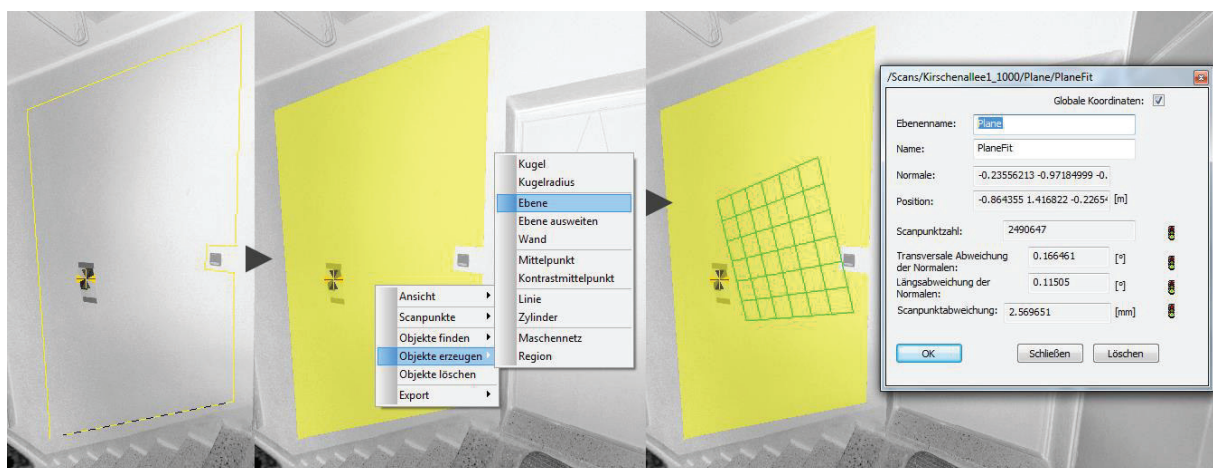 Ansicht
Scanpunkte
Objekte finden
Objekte erzeugen
Objekte löschen
Export
Kugel
Kugelradius
Ebene
Ebene ausweiten
Wand
Mittelpunkt
Kontrastmittelpunkt
Linie
Zylinder
Maschennetz
Region
/Scans/Kirschenallee1_1000/Plane/PlaneFit
Globale Koordinaten:
Ebenenname: Plane
Name: PlaneFit
Normale: -0.23556213 -0.97184999 -0.
Position: -0.864355 1.416822 -0.22654 [m]
Scanpunktzahl: 2490647
Transversale Abweichung der Normalen: 0.166461 [°]
Längsabweichung der Normalen: 0.11505 [°]
Scanpunktabweichung: 2.569651 [mm]
OK Schließen Löschen